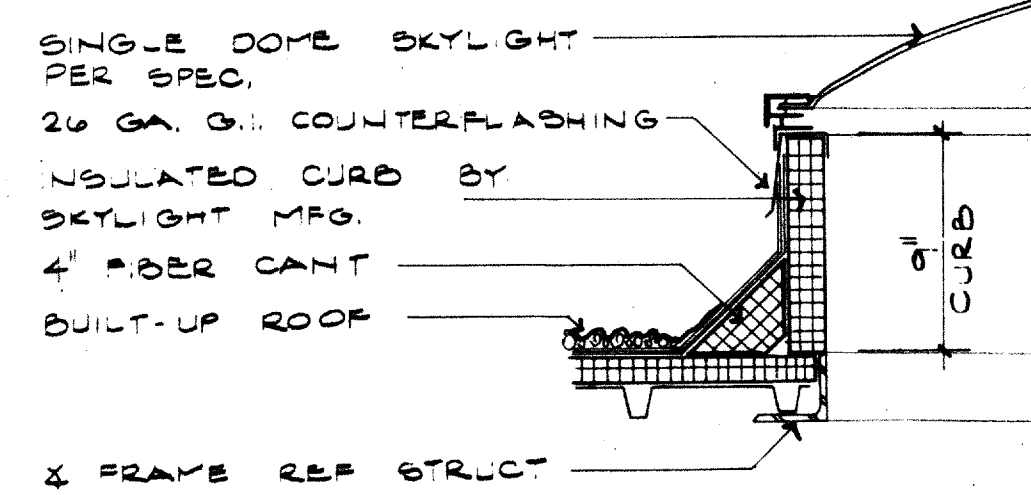 SINGLE DOME SKYLIGHT
PER SPEC.
26 GA. G.I. COUNTERFLASHING
INSULATED CURB BY
SKYLIGHT MFG.
4" FIBER CANT
BUILT-UP ROOF
∡ FRAME REF STRUCT
9"
CURB